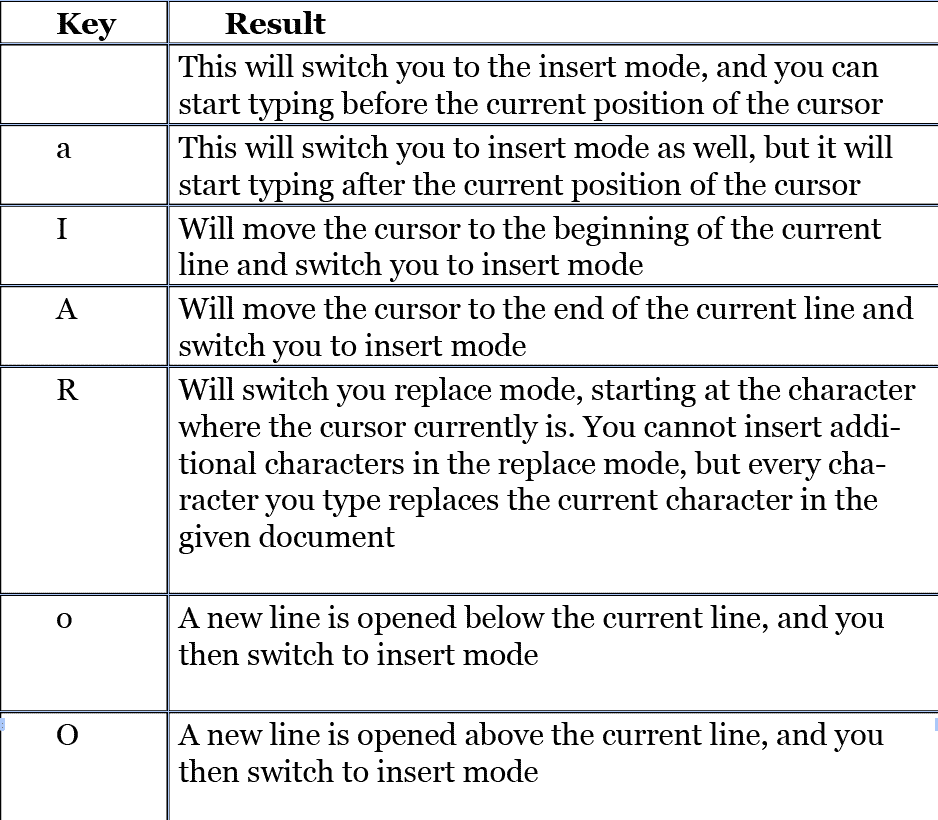 Key Result
This will switch you to the insert mode, and you can
start typing before the current position of the cursor
a This will switch you to insert mode as well, but it will
start typing after the current position of the cursor
I Will move the cursor to the beginning of the current
line and switch you to insert mode
A Will move the cursor to the end of the current line and
switch you to insert mode
R Will switch you replace mode, starting at the character
where the cursor currently is. You cannot insert addi-
tional characters in the replace mode, but every cha-
racter you type replaces the current character in the
given document
o A new line is opened below the current line, and you
then switch to insert mode
O A new line is opened above the current line, and you
then switch to insert mode